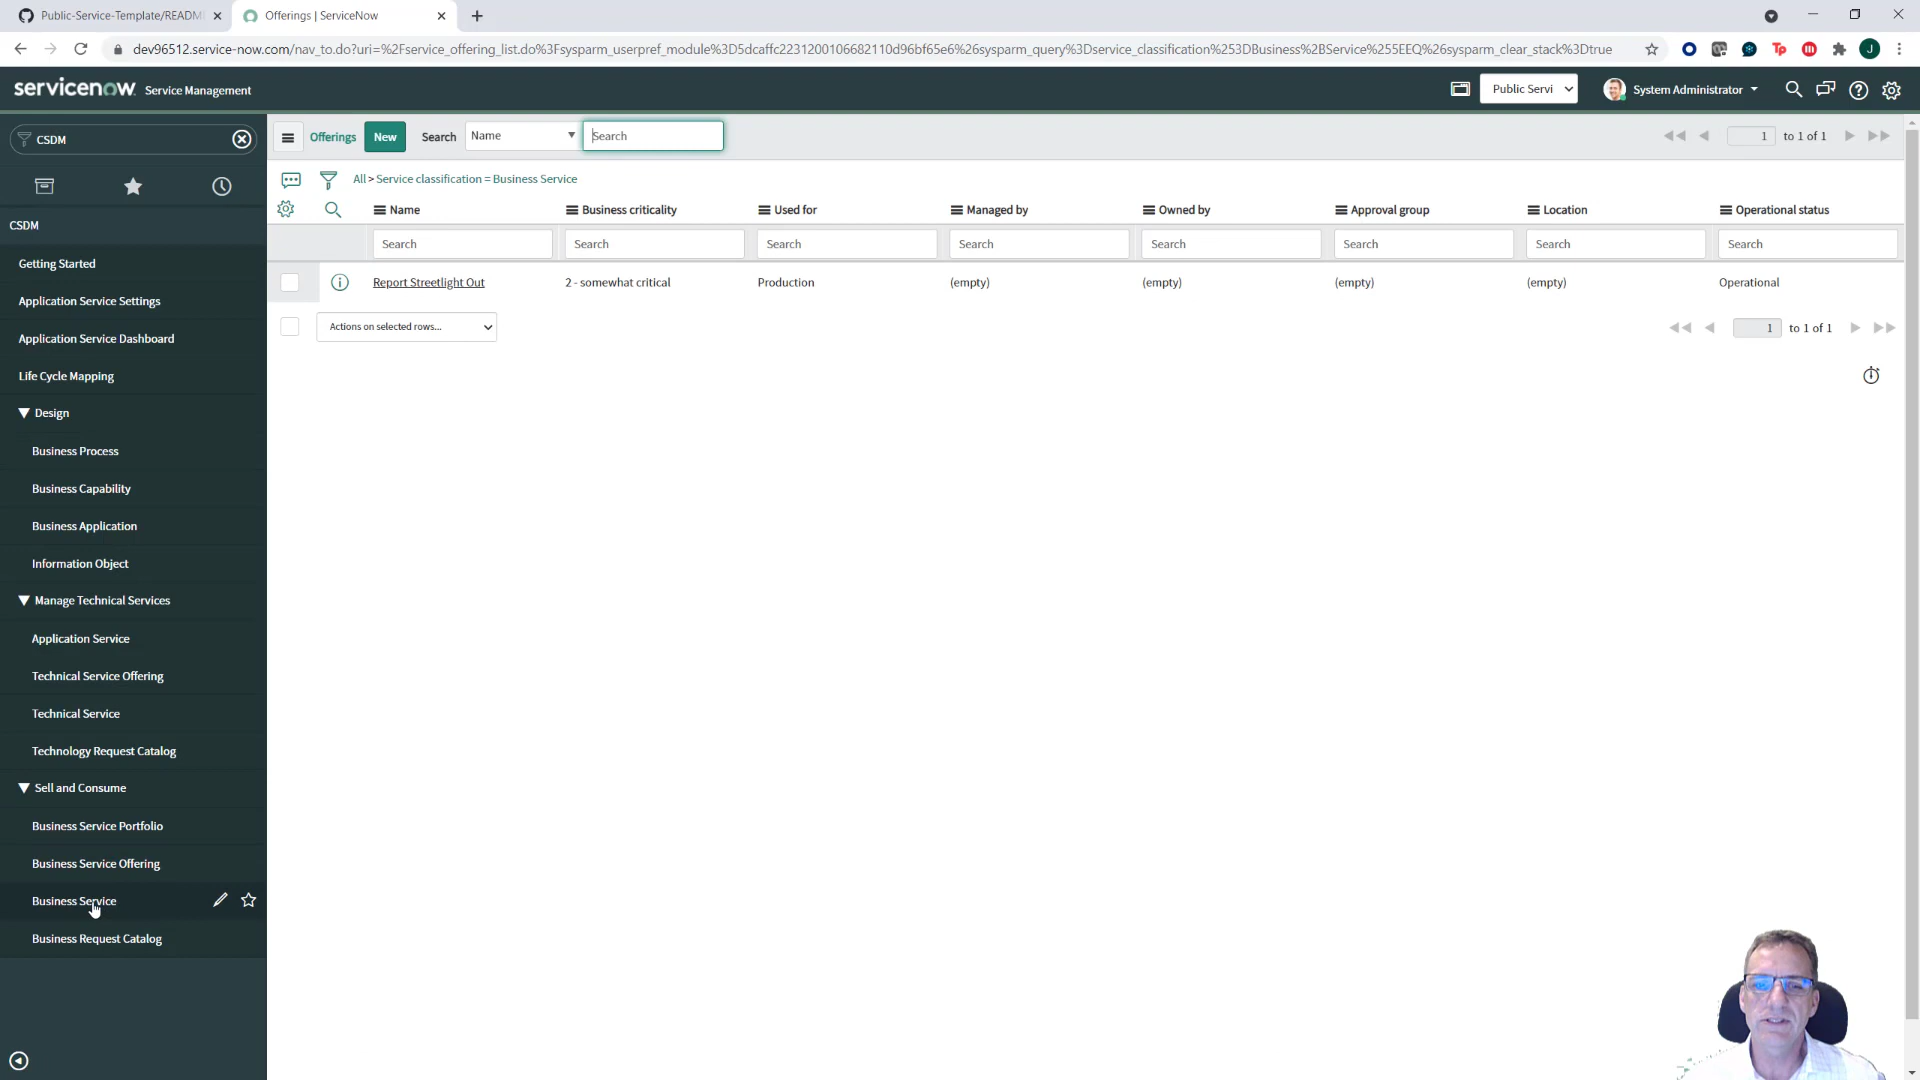 Public-Service-Template/READM
Offerings | ServiceNow
dev96512.service-now.com/nav_to.do?uri=%2Fservice_offering_list.do%3Fsysparm_userpref_module%3D5dcaffc2231200106682110d96bf65e6%26sysparm_query%3Dservice_classification%253DBusiness%2BService%255EEQ%26sysparm_clear_stack%3Dtrue
Tp
J
servicenow Service Management
Public Servi
System Administrator
CSDM
Offerings New Search Name Search
1 to 1 of 1
All > Service classification = Business Service
Name Business criticality Used for Managed by Owned by Approval group Location Operational status
Search Search Search Search Search Search Search Search
Report Streetlight Out 2 - somewhat critical Production (empty) (empty) (empty) (empty) Operational
Actions on selected rows...
1 to 1 of 1
CSDM
Getting Started
Application Service Settings
Application Service Dashboard
Life Cycle Mapping
Design
Business Process
Business Capability
Business Application
Information Object
Manage Technical Services
Application Service
Technical Service Offering
Technical Service
Technology Request Catalog
Sell and Consume
Business Service Portfolio
Business Service Offering
Business Service
Business Request Catalog